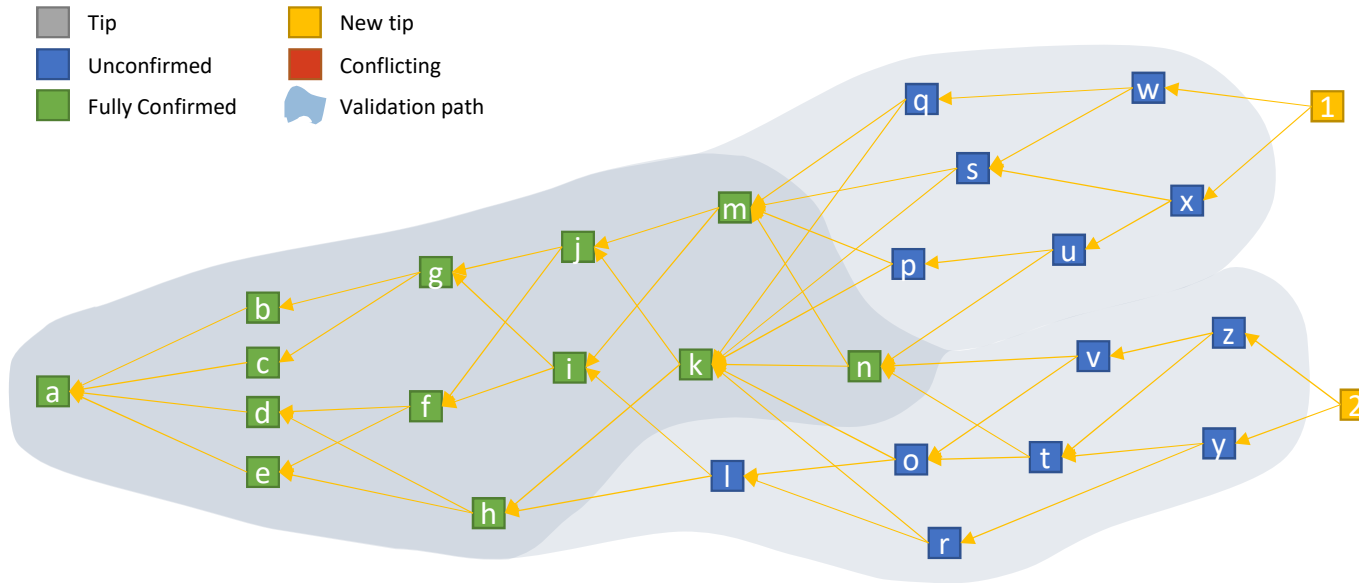 Tip
New tip
Unconfirmed
Conflicting
Fully Confirmed
Validation path
q
w
1
s
x
m
j
p
u
g
b
z
v
c
i
k
n
a
d
f
2
e
l
o
t
y
h
r